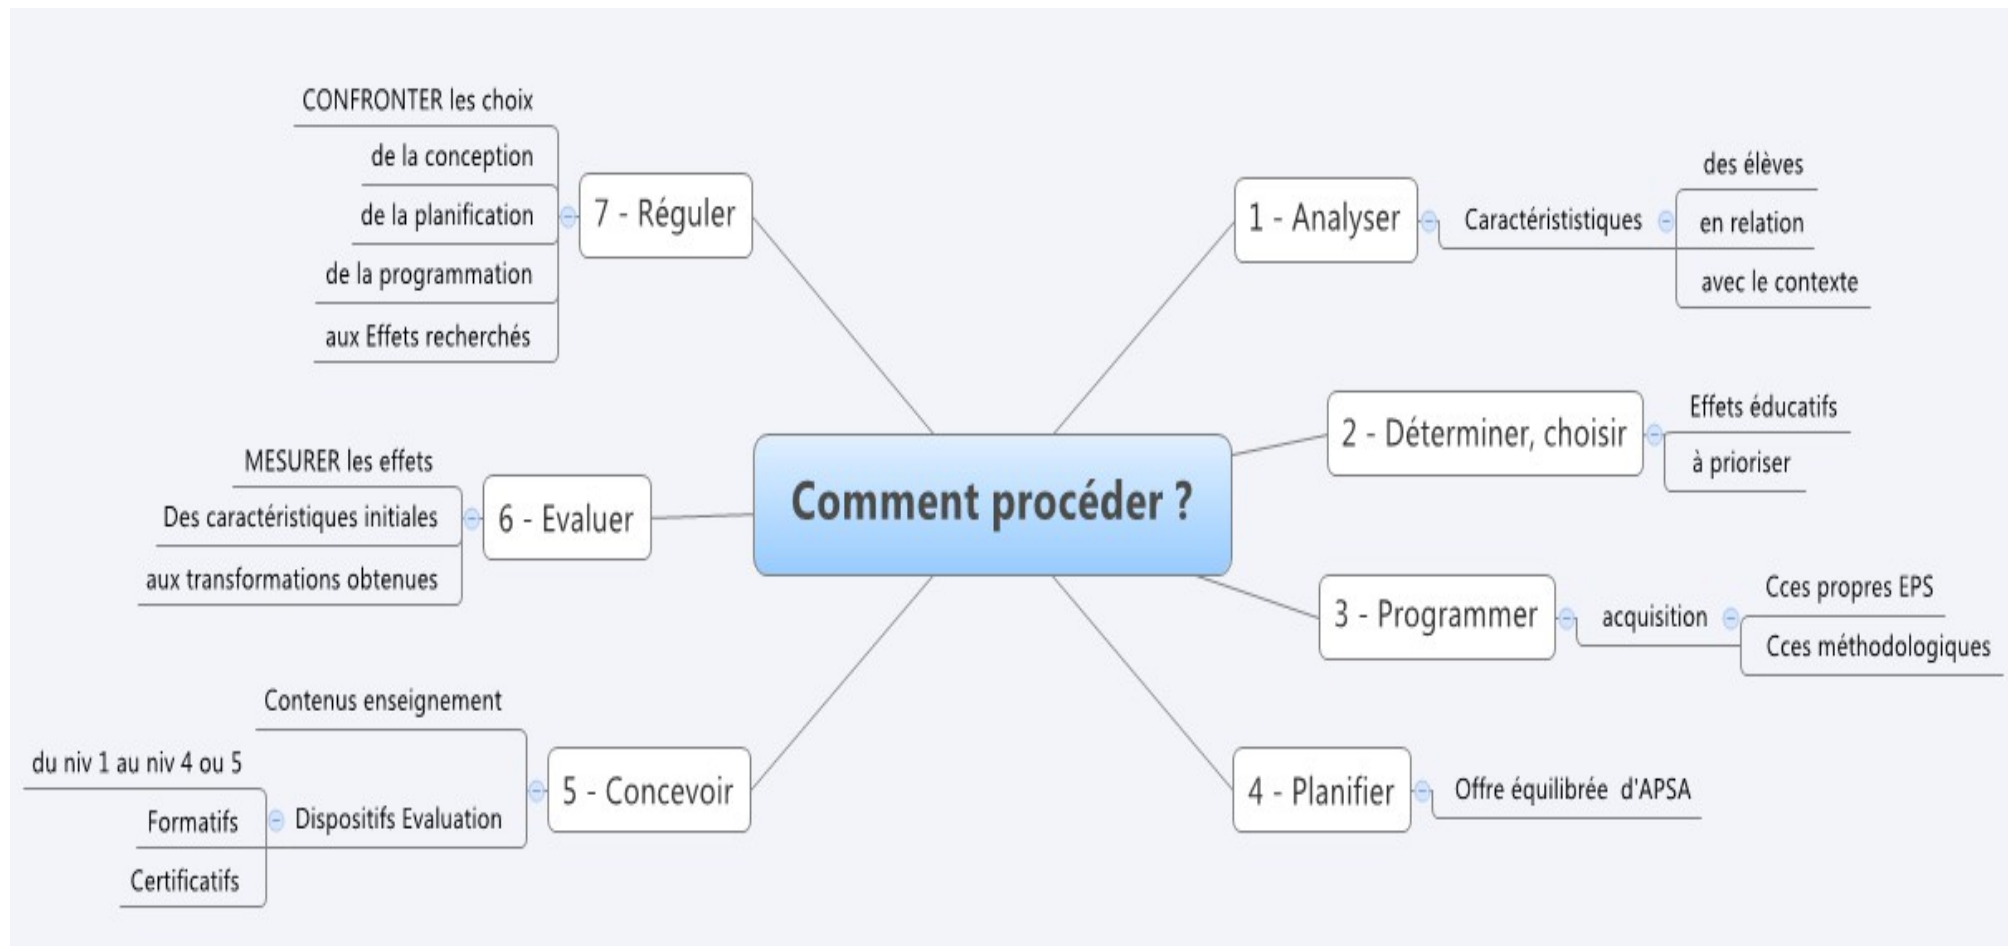 Comment procéder ?
1 - Analyser
Caractérististiques
des élèves
en relation
avec le contexte
2 - Déterminer, choisir
Effets éducatifs
à prioriser
3 - Programmer
acquisition
Cces propres EPS
Cces méthodologiques
4 - Planifier
Offre équilibrée d'APSA
5 - Concevoir
Contenus enseignement
Dispositifs Evaluation
du niv 1 au niv 4 ou 5
Formatifs
Certificatifs
6 - Evaluer
MESURER les effets
Des caractéristiques initiales
aux transformations obtenues
7 - Réguler
CONFRONTER les choix
de la conception
de la planification
de la programmation
aux Effets recherchés